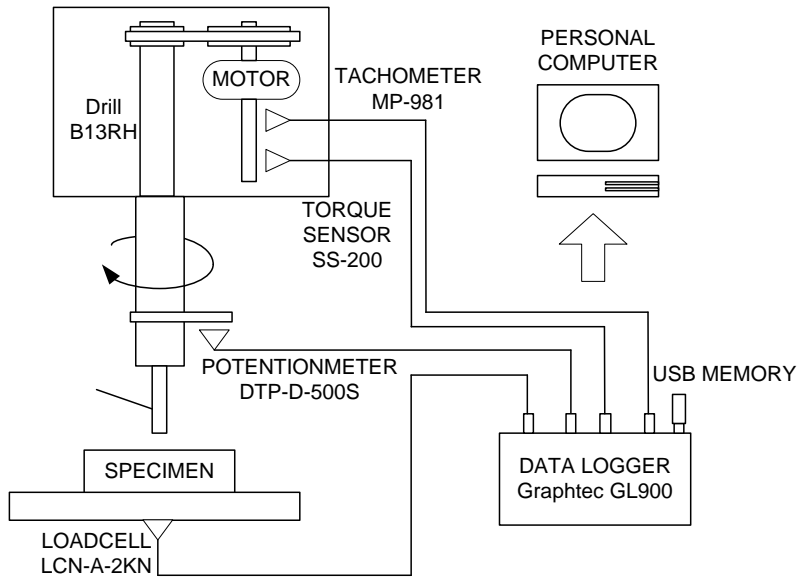 PERSONAL
COMPUTER
MOTOR
TACHOMETER
MP-981
Drill
B13RH
TORQUE
SENSOR
SS-200
POTENTIONMETER
DTP-D-500S
USB MEMORY
SPECIMEN
DATA LOGGER
Graphtec GL900
LOADCELL
LCN-A-2KN